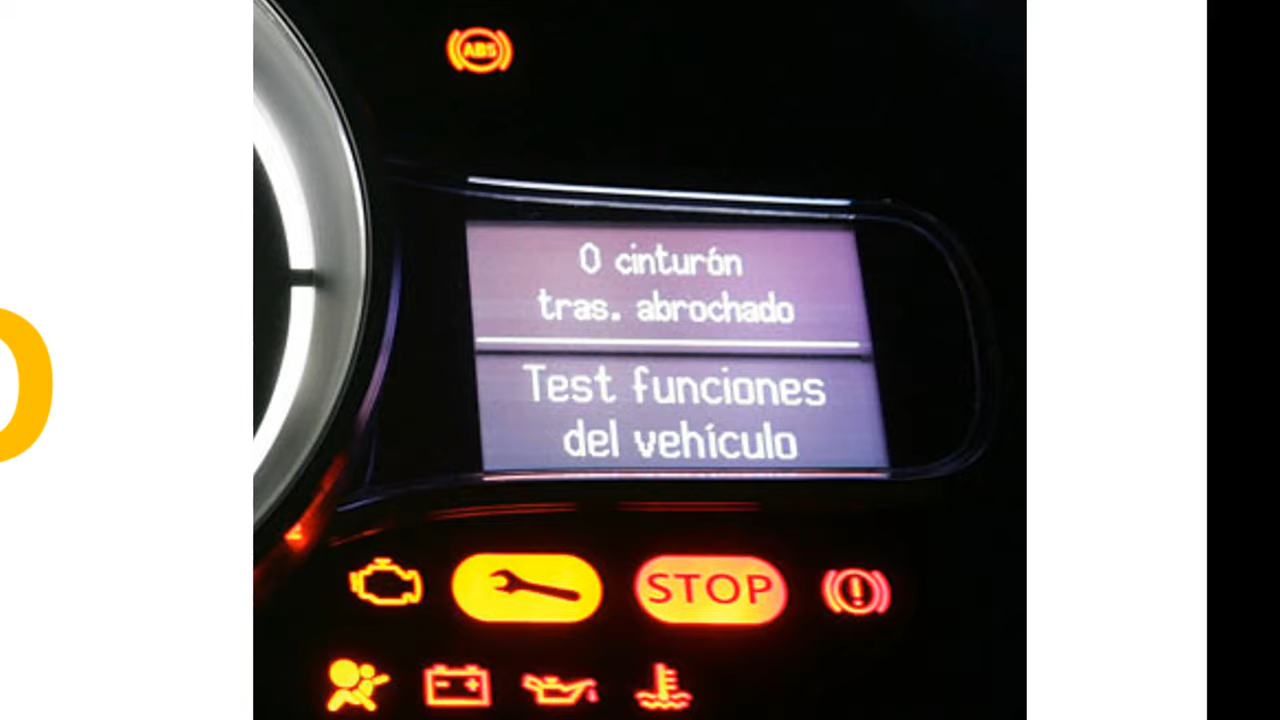 ABS
0 cinturón
tras. abrochado
Test funciones
del vehículo
STOP